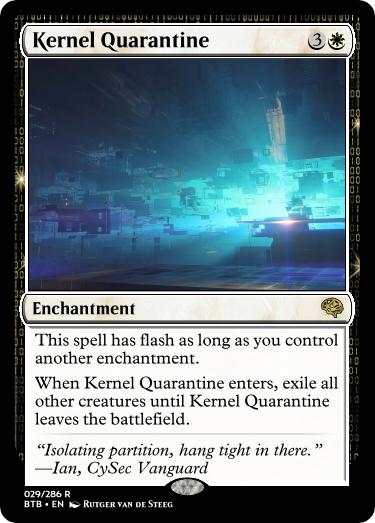 Kernel Quarantine 3
Enchantment
This spell has flash as long as you control
another enchantment.
When Kernel Quarantine enters, exile all
other creatures until Kernel Quarantine
leaves the battlefield.
“Isolating partition, hang tight in there.”
—Ian, CySec Vanguard
029/286 R
BTB • EN Rutger van de Steeg